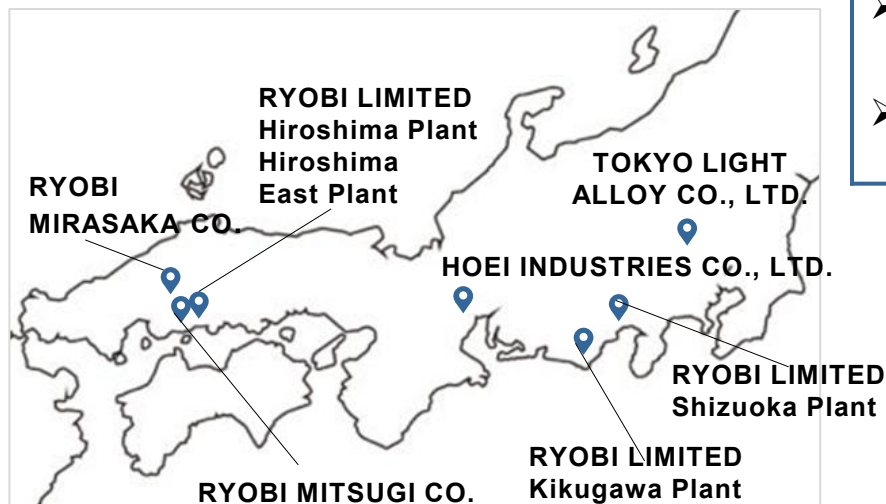 RYOBI LIMITED
Hiroshima Plant
Hiroshima
East Plant
RYOBI
MIRASAKA CO.
TOKYO LIGHT
ALLOY CO., LTD.
HOEI INDUSTRIES CO., LTD.
RYOBI LIMITED
Shizuoka Plant
RYOBI LIMITED
Kikugawa Plant
RYOBI MITSUGI CO.